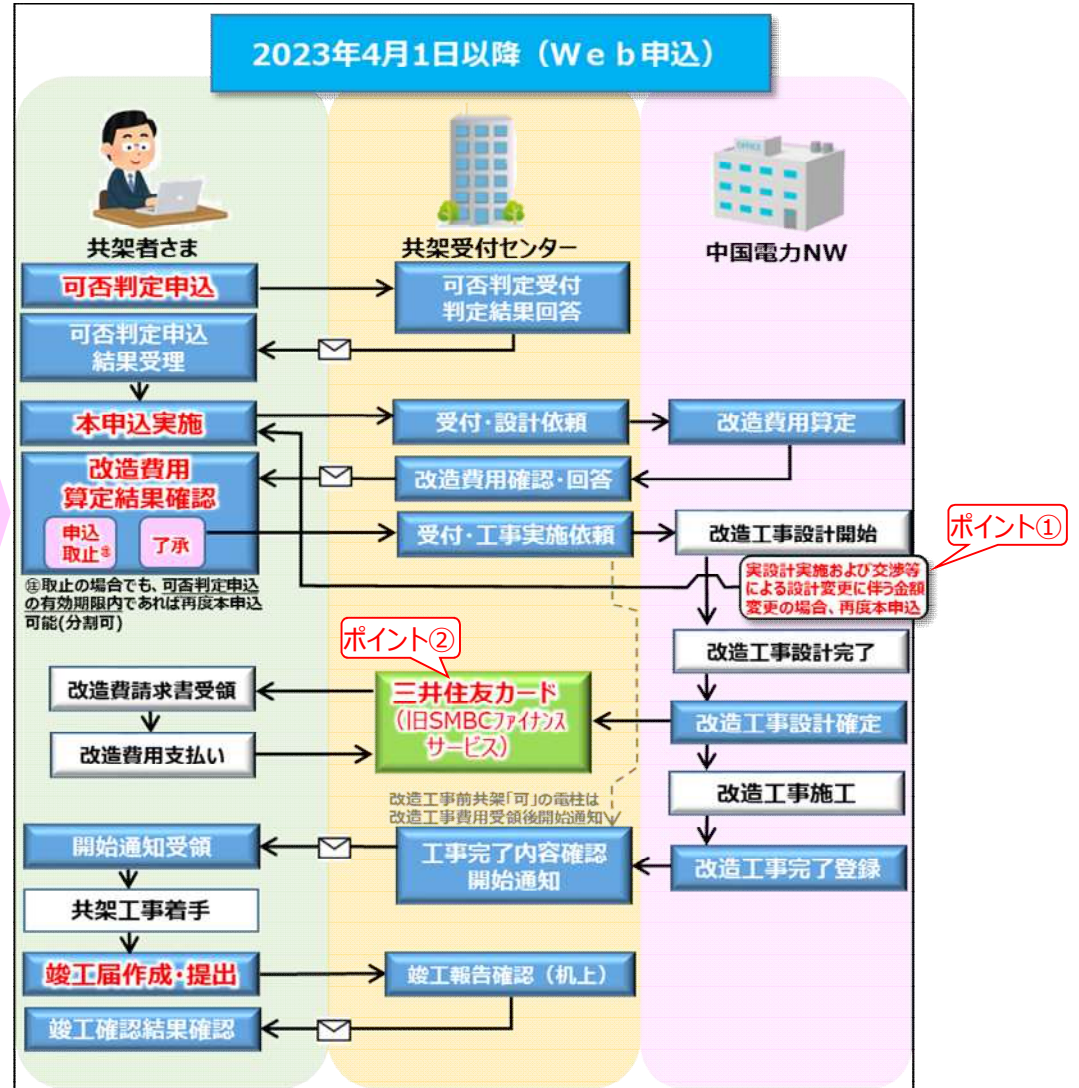 2023年4月1日以降（Ｗｅｂ申込）
OFFICE
共架者さま
共架受付センター
中国電力NW
可否判定申込
可否判定受付
判定結果回答
可否判定申込
結果受理
本申込実施
受付・設計依頼
改造費用算定
改造費用
算定結果確認
改造費用確認・回答
申込
取止㊟
了承
受付・工事実施依頼
改造工事設計開始
ポイント①
実設計実施および交渉等
による設計変更に伴う金額
変更の場合、再度本申込
㊟取止の場合でも、可否判定申込
の有効期限内であれば再度本申込
可能(分割可)
ポイント②
改造工事設計完了
改造費請求書受領
三井住友カード
（旧SMBCファイナンス
サービス）
改造工事設計確定
改造費用支払い
改造工事施工
改造工事前共架「可」の電柱は
改造工事費用受領後開始通知
開始通知受領
工事完了内容確認
開始通知
改造工事完了登録
共架工事着手
竣工届作成・提出
竣工報告確認（机上）
竣工確認結果確認